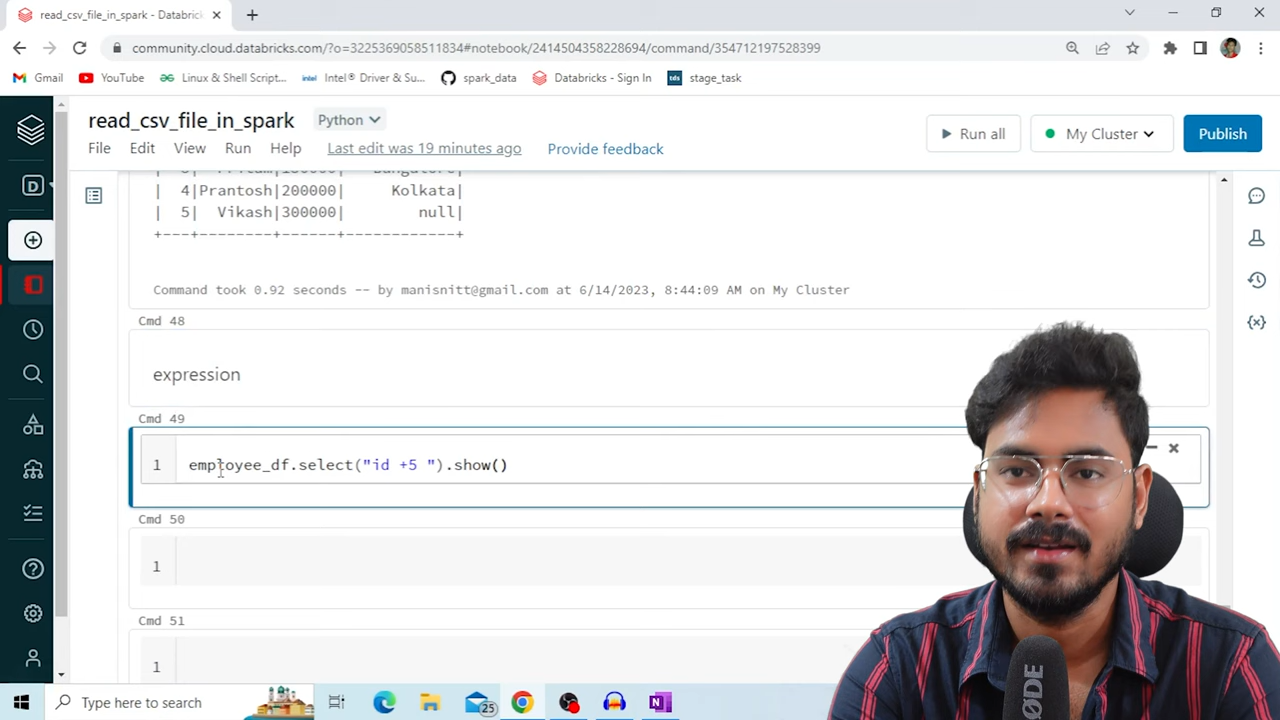 read_csv_file_in_spark - Databric
community.cloud.databricks.com/?o=3225369058511834#notebook/2414504358228694/command/354712197528399
Gmail YouTube Linux & Shell Script... intel Intel® Driver & Su... spark_data Databricks - Sign In tds stage_task
read_csv_file_in_spark Python
Run all My Cluster Publish
File Edit View Run Help Last edit was 19 minutes ago Provide feedback
D
| 4|Prantosh|200000| Kolkata|
| 5| Vikash|300000| null|
+---+--------+------+------------+
Command took 0.92 seconds -- by manisnitt@gmail.com at 6/14/2023, 8:44:09 AM on My Cluster
Cmd 48
expression
Cmd 49
1 employee_df.select("id +5 ").show()
Cmd 50
1
Cmd 51
1
Type here to search
25